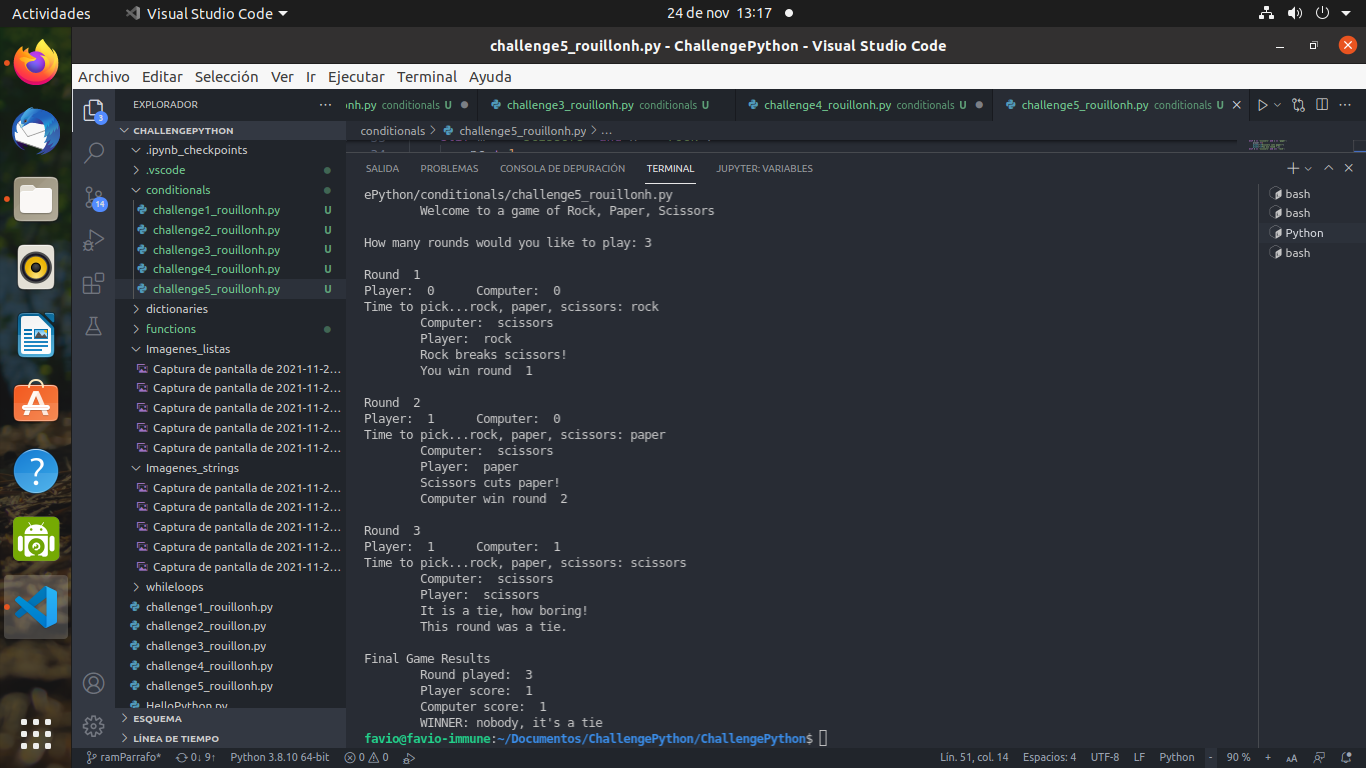 Actividades
Visual Studio Code
24 de nov 13:17
challenge5_rouillonh.py - ChallengePython - Visual Studio Code
Archivo Editar Selección Ver Ir Ejecutar Terminal Ayuda
EXPLORADOR
onh.py conditionals U
challenge3_rouillonh.py conditionals U
challenge4_rouillonh.py conditionals U
challenge5_rouillonh.py conditionals U
conditionals > challenge5_rouillonh.py > ...
CHALLENGEPYTHON
.ipynb_checkpoints
.vscode
conditionals
challenge1_rouillonh.py U
challenge2_rouillonh.py U
challenge3_rouillonh.py U
challenge4_rouillonh.py U
challenge5_rouillonh.py U
dictionaries
functions
Imagenes_listas
Captura de pantalla de 2021-11-2...
Captura de pantalla de 2021-11-2...
Captura de pantalla de 2021-11-2...
Captura de pantalla de 2021-11-2...
Captura de pantalla de 2021-11-2...
Imagenes_strings
Captura de pantalla de 2021-11-2...
Captura de pantalla de 2021-11-2...
Captura de pantalla de 2021-11-2...
Captura de pantalla de 2021-11-2...
Captura de pantalla de 2021-11-2...
whileloops
challenge1_rouillonh.py
challenge2_rouillon.py
challenge3_rouillon.py
challenge4_rouillonh.py
challenge5_rouillonh.py
HelloPython.py
ESQUEMA
LÍNEA DE TIEMPO
3
14
SALIDA PROBLEMAS CONSOLA DE DEPURACIÓN TERMINAL JUPYTER: VARIABLES
bash
bash
Python
bash
ePython/conditionals/challenge5_rouillonh.py
Welcome to a game of Rock, Paper, Scissors
How many rounds would you like to play: 3
Round 1
Player: 0 Computer: 0
Time to pick...rock, paper, scissors: rock
Computer: scissors
Player: rock
Rock breaks scissors!
You win round 1
Round 2
Player: 1 Computer: 0
Time to pick...rock, paper, scissors: paper
Computer: scissors
Player: paper
Scissors cuts paper!
Computer win round 2
Round 3
Player: 1 Computer: 1
Time to pick...rock, paper, scissors: scissors
Computer: scissors
Player: scissors
It is a tie, how boring!
This round was a tie.
Final Game Results
Round played: 3
Player score: 1
Computer score: 1
WINNER: nobody, it's a tie
favio@favio-immune:~/Documentos/ChallengePython/ChallengePython$
ramParrafo* 0↓ 9↑ Python 3.8.10 64-bit 0 0
Lín. 51, col. 14 Espacios: 4 UTF-8 LF Python - 90 % +